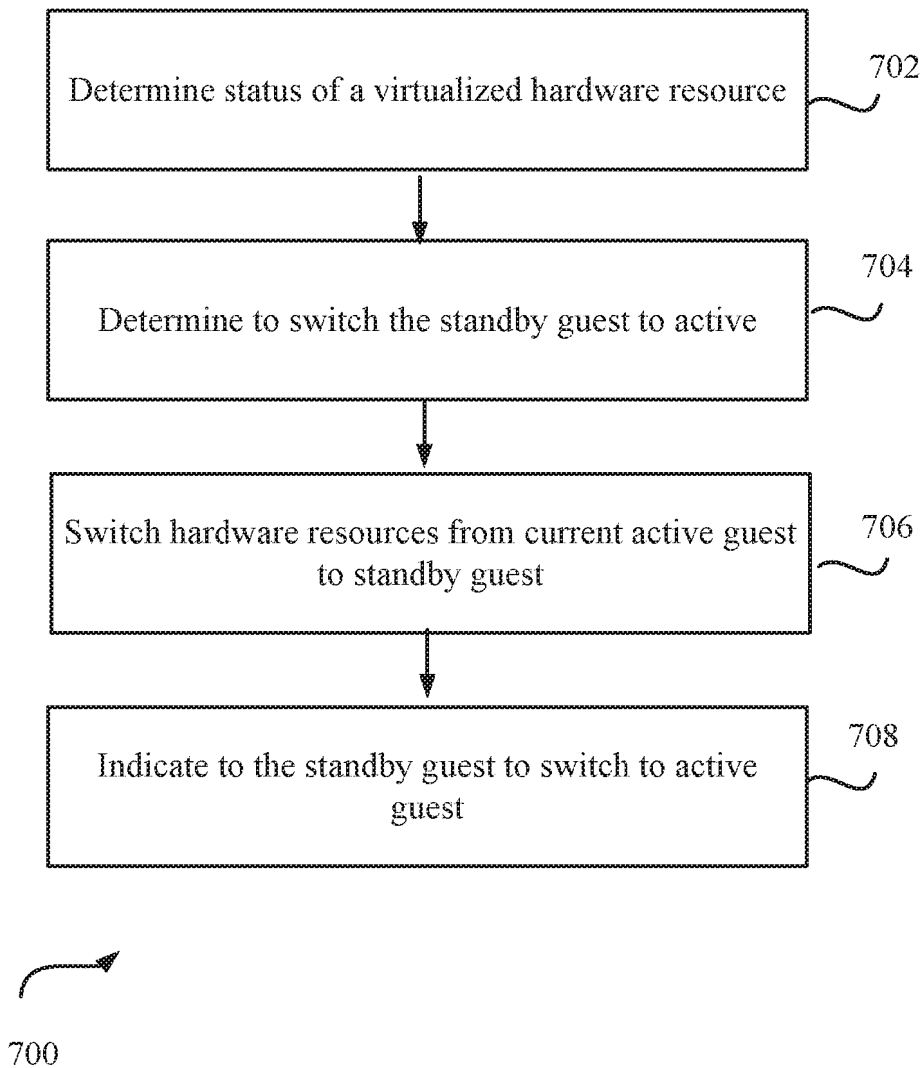 Determine status of a virtualized hardware resource
702
Determine to switch the standby guest to active
704
Switch hardware resources from current active guest
to standby guest
706
Indicate to the standby guest to switch to active
guest
708
700